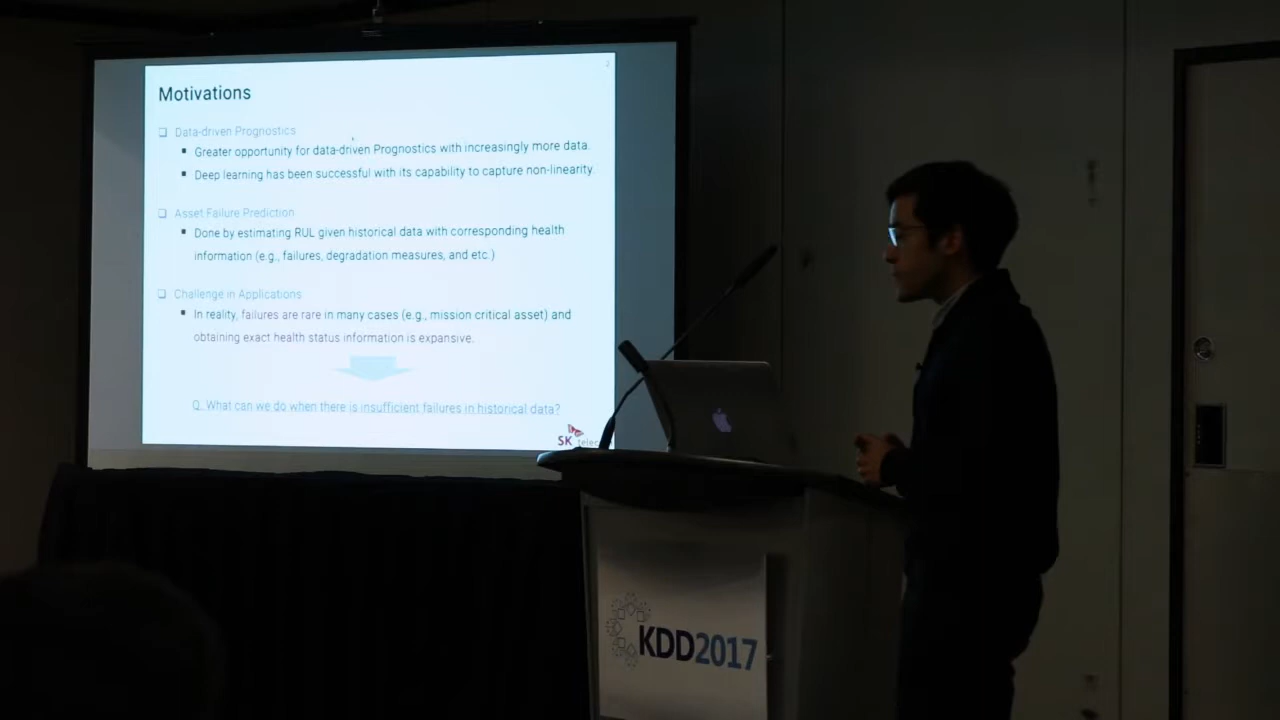 2
Motivations
Data-driven Prognostics
Greater opportunity for data-driven Prognostics with increasingly more data.
Deep learning has been successful with its capability to capture non-linearity.
Asset Failure Prediction
Done by estimating RUL given historical data with corresponding health
information (e.g., failures, degradation measures, and etc.)
Challenge in Applications
In reality, failures are rare in many cases (e.g., mission critical asset) and
obtaining exact health status information is expansive.
Q. What can we do when there is insufficient failures in historical data?
SK telec
KDD2017